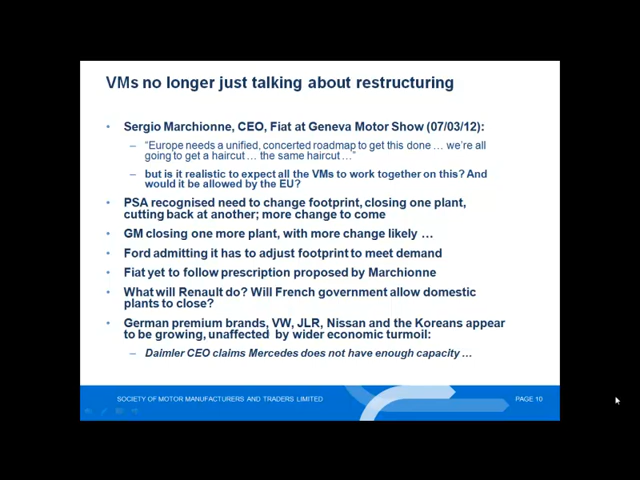 VMs no longer just talking about restructuring
• Sergio Marchionne, CEO, Fiat at Geneva Motor Show (07/03/12):
– “Europe needs a unified, concerted roadmap to get this done … we’re all
going to get a haircut … the same haircut …”
– but is it realistic to expect all the VMs to work together on this? And
would it be allowed by the EU?
• PSA recognised need to change footprint, closing one plant,
cutting back at another; more change to come
• GM closing one more plant, with more change likely …
• Ford admitting it has to adjust footprint to meet demand
• Fiat yet to follow prescription proposed by Marchionne
• What will Renault do? Will French government allow domestic
plants to close?
• German premium brands, VW, JLR, Nissan and the Koreans appear
to be growing, unaffected by wider economic turmoil:
– Daimler CEO claims Mercedes does not have enough capacity …
SOCIETY OF MOTOR MANUFACTURERS AND TRADERS LIMITED
PAGE 10